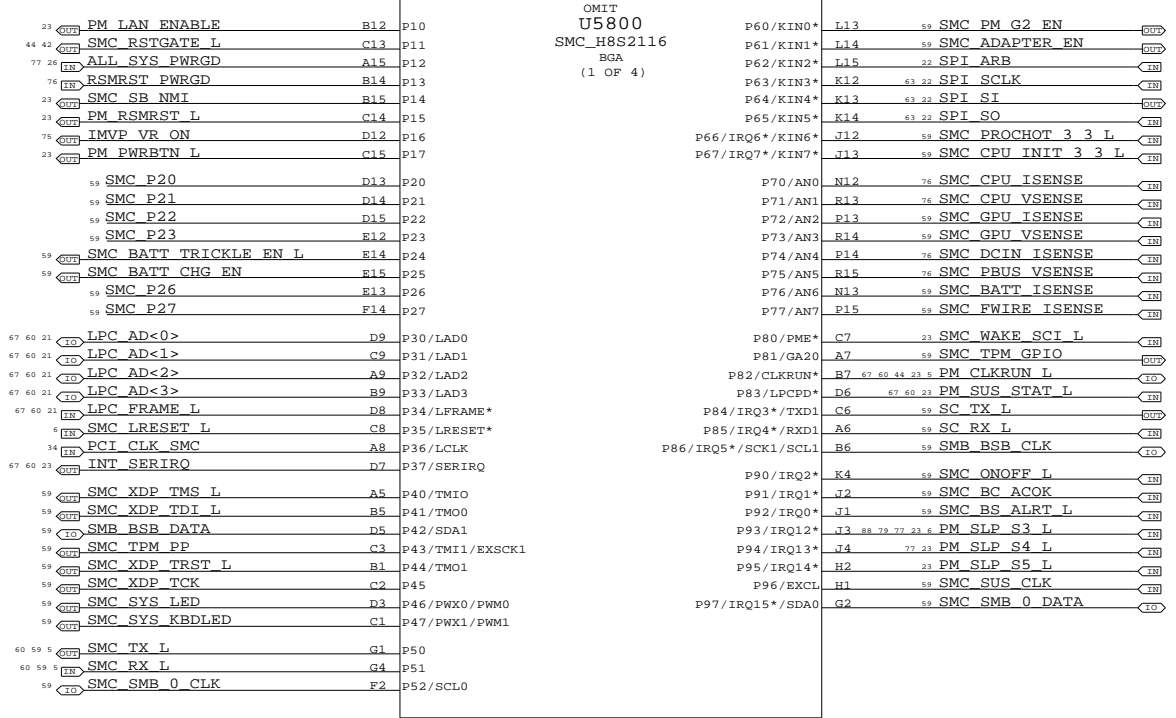 OMIT
U5800
SMC_H8S2116
BGA
(1 OF 4)
23 OUT PM_LAN_ENABLE B12 P10
44 42 OUT SMC_RSTGATE_L C13 P11
77 26 IN ALL_SYS_PWRGD A15 P12
76 IN RSMRST_PWRGD B14 P13
23 OUT SMC_SB_NMI B15 P14
23 OUT PM_RSMRST_L C14 P15
75 OUT IMVP_VR_ON D12 P16
23 OUT PM_PWRBTN_L C15 P17
59 SMC_P20 D13 P20
59 SMC_P21 D14 P21
59 SMC_P22 D15 P22
59 SMC_P23 E12 P23
59 OUT SMC_BATT_TRICKLE_EN_L E14 P24
59 OUT SMC_BATT_CHG_EN E15 P25
59 SMC_P26 E13 P26
59 SMC_P27 F14 P27
67 60 21 IO LPC_AD<0> D9 P30/LAD0
67 60 21 IO LPC_AD<1> C9 P31/LAD1
67 60 21 IO LPC_AD<2> A9 P32/LAD2
67 60 21 IO LPC_AD<3> B9 P33/LAD3
67 60 21 IN LPC_FRAME_L D8 P34/LFRAME*
6 IN SMC_LRESET_L C8 P35/LRESET*
34 IN PCI_CLK_SMC A8 P36/LCLK
67 60 23 OUT INT_SERIRQ D7 P37/SERIRQ
59 OUT SMC_XDP_TMS_L A5 P40/TMIO
59 OUT SMC_XDP_TDI_L B5 P41/TMO0
59 IO SMB_BSB_DATA D5 P42/SDA1
59 OUT SMC_TPM_PP C3 P43/TMI1/EXSCK1
59 OUT SMC_XDP_TRST_L B1 P44/TMO1
59 OUT SMC_XDP_TCK C2 P45
59 OUT SMC_SYS_LED D3 P46/PWX0/PWM0
59 OUT SMC_SYS_KBDLED C1 P47/PWX1/PWM1
60 59 5 OUT SMC_TX_L G1 P50
60 59 5 IN SMC_RX_L G4 P51
59 IO SMC_SMB_0_CLK F2 P52/SCL0
P60/KIN0* L13 59 SMC_PM_G2_EN OUT
P61/KIN1* L14 59 SMC_ADAPTER_EN OUT
P62/KIN2* L15 22 SPI_ARB IN
P63/KIN3* K12 63 22 SPI_SCLK IN
P64/KIN4* K13 63 22 SPI_SI OUT
P65/KIN5* K14 63 22 SPI_SO IN
P66/IRQ6*/KIN6* J12 59 SMC_PROCHOT_3_3_L IN
P67/IRQ7*/KIN7* J13 59 SMC_CPU_INIT_3_3_L IN
P70/AN0 N12 76 SMC_CPU_ISENSE IN
P71/AN1 R13 76 SMC_CPU_VSENSE IN
P72/AN2 P13 59 SMC_GPU_ISENSE IN
P73/AN3 R14 59 SMC_GPU_VSENSE IN
P74/AN4 P14 76 SMC_DCIN_ISENSE IN
P75/AN5 R15 76 SMC_PBUS_VSENSE IN
P76/AN6 N13 59 SMC_BATT_ISENSE IN
P77/AN7 P15 59 SMC_FWIRE_ISENSE IN
P80/PME* C7 23 SMC_WAKE_SCI_L IN
P81/GA20 A7 59 SMC_TPM_GPIO OUT
P82/CLKRUN* B7 67 60 44 23 5 PM_CLKRUN_L IO
P83/LPCPD* D6 67 60 23 PM_SUS_STAT_L IN
P84/IRQ3*/TXD1 C6 59 SC_TX_L OUT
P85/IRQ4*/RXD1 A6 59 SC_RX_L IN
P86/IRQ5*/SCK1/SCL1 B6 59 SMB_BSB_CLK IO
P90/IRQ2* K4 59 SMC_ONOFF_L IN
P91/IRQ1* J2 59 SMC_BC_ACOK IN
P92/IRQ0* J1 59 SMC_BS_ALRT_L IN
P93/IRQ12* J3 88 79 77 23 6 PM_SLP_S3_L IN
P94/IRQ13* J4 77 23 PM_SLP_S4_L IN
P95/IRQ14* H2 23 PM_SLP_S5_L IN
P96/EXCL H1 59 SMC_SUS_CLK IN
P97/IRQ15*/SDA0 G2 59 SMC_SMB_0_DATA IO